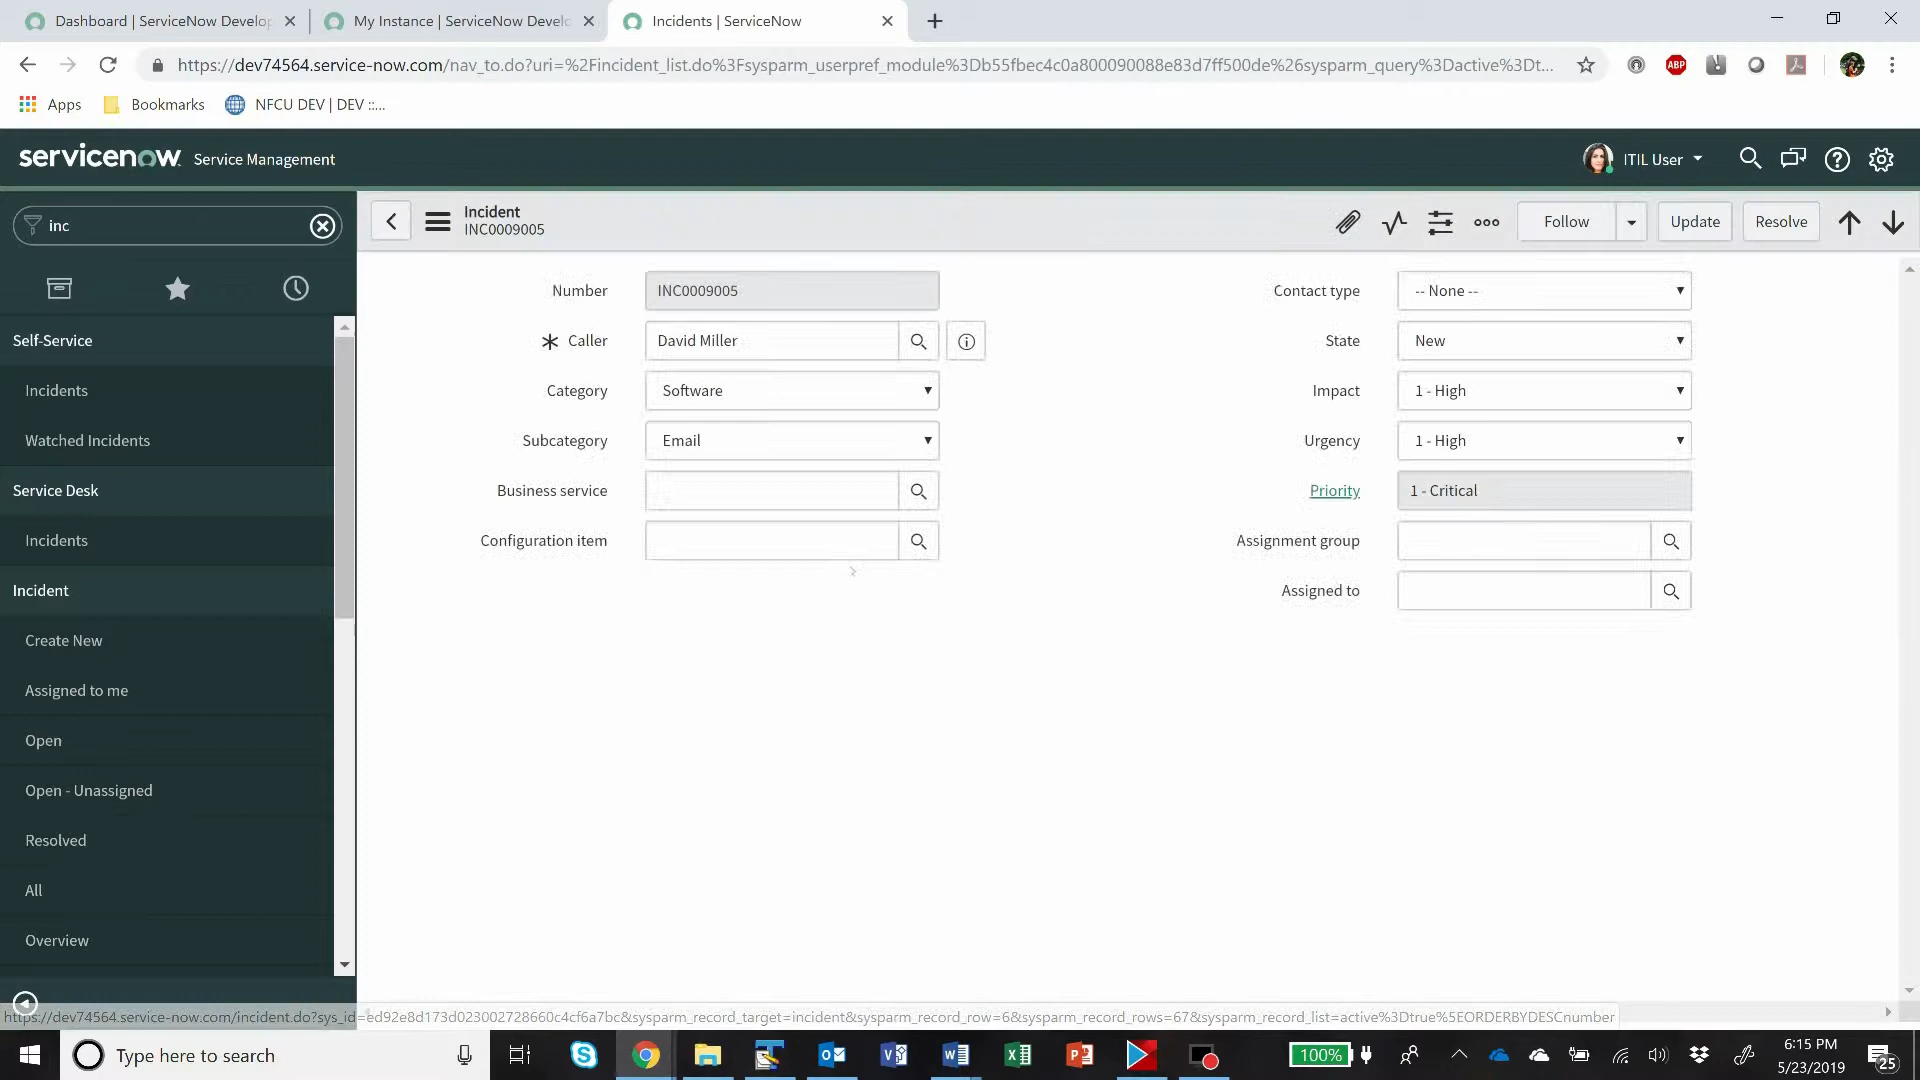 Dashboard | ServiceNow Develop
My Instance | ServiceNow Develo
Incidents | ServiceNow
https://dev74564.service-now.com/nav_to.do?uri=%2Fincident_list.do%3Fsysparm_userpref_module%3Db55fbec4c0a800090088e83d7ff500de%26sysparm_query%3Dactive%3Dt...
ABP
Apps
Bookmarks
NFCU DEV | DEV ::...
servicenow Service Management
ITIL User
inc
Incident
INC0009005
Follow
Update
Resolve
Self-Service
Incidents
Watched Incidents
Service Desk
Incidents
Incident
Create New
Assigned to me
Open
Open - Unassigned
Resolved
All
Overview
Number INC0009005
Caller David Miller
Category Software
Subcategory Email
Business service
Configuration item
Contact type -- None --
State New
Impact 1 - High
Urgency 1 - High
Priority 1 - Critical
Assignment group
Assigned to
https://dev74564.service-now.com/incident.do?sys_id=ed92e8d173d023002728660c4cf6a7bc&sysparm_record_target=incident&sysparm_record_row=6&sysparm_record_rows=67&sysparm_record_list=active%3Dtrue%5EORDERBYDESCnumber
Type here to search
100%
6:15 PM
5/23/2019
25